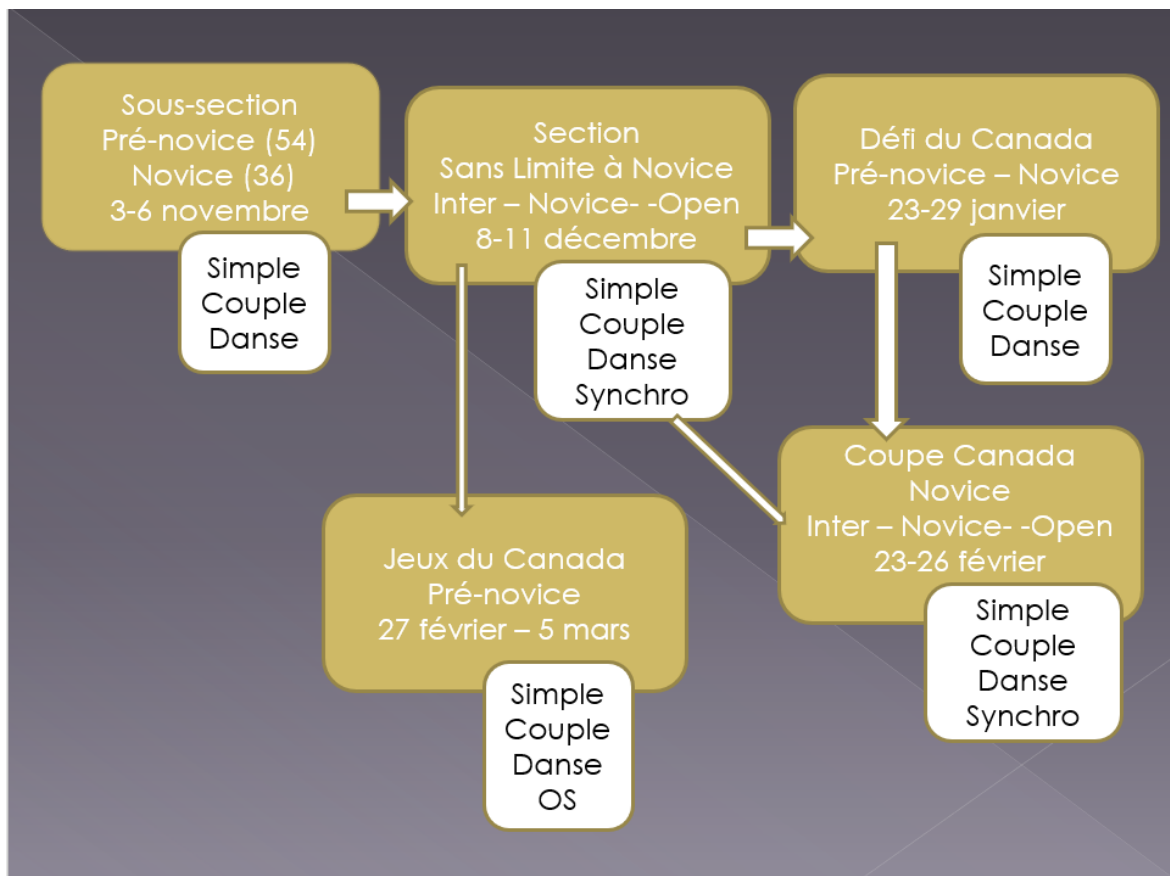 Sous-section
Pré-novice (54)
Novice (36)
3-6 novembre
Simple
Couple
Danse
Section
Sans Limite à Novice
Inter – Novice- -Open
8-11 décembre
Simple
Couple
Danse
Synchro
Défi du Canada
Pré-novice – Novice
23-29 janvier
Simple
Couple
Danse
Jeux du Canada
Pré-novice
27 février – 5 mars
Simple
Couple
Danse
OS
Coupe Canada
Novice
Inter – Novice- -Open
23-26 février
Simple
Couple
Danse
Synchro